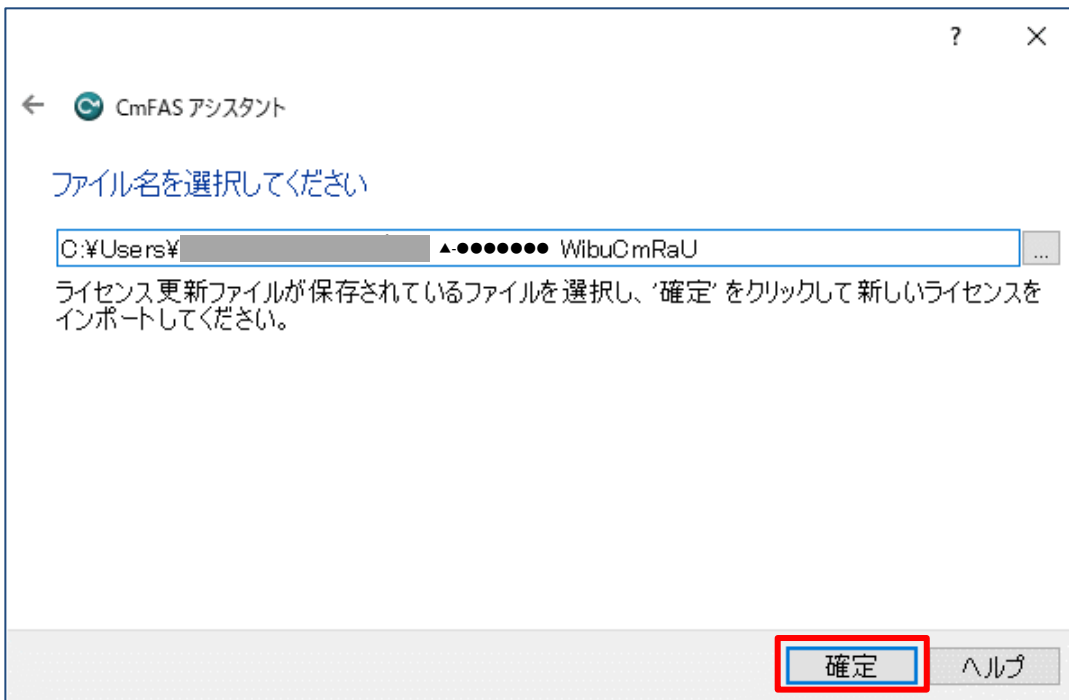 ?
CmFAS アシスタント
ファイル名を選択してください
C:¥Users¥ ▲-●●●●●●● WibuCmRaU
...
ライセンス更新ファイルが保存されているファイルを選択し、'確定' をクリックして新しいライセンスを
インポートしてください。
確定
ヘルプ